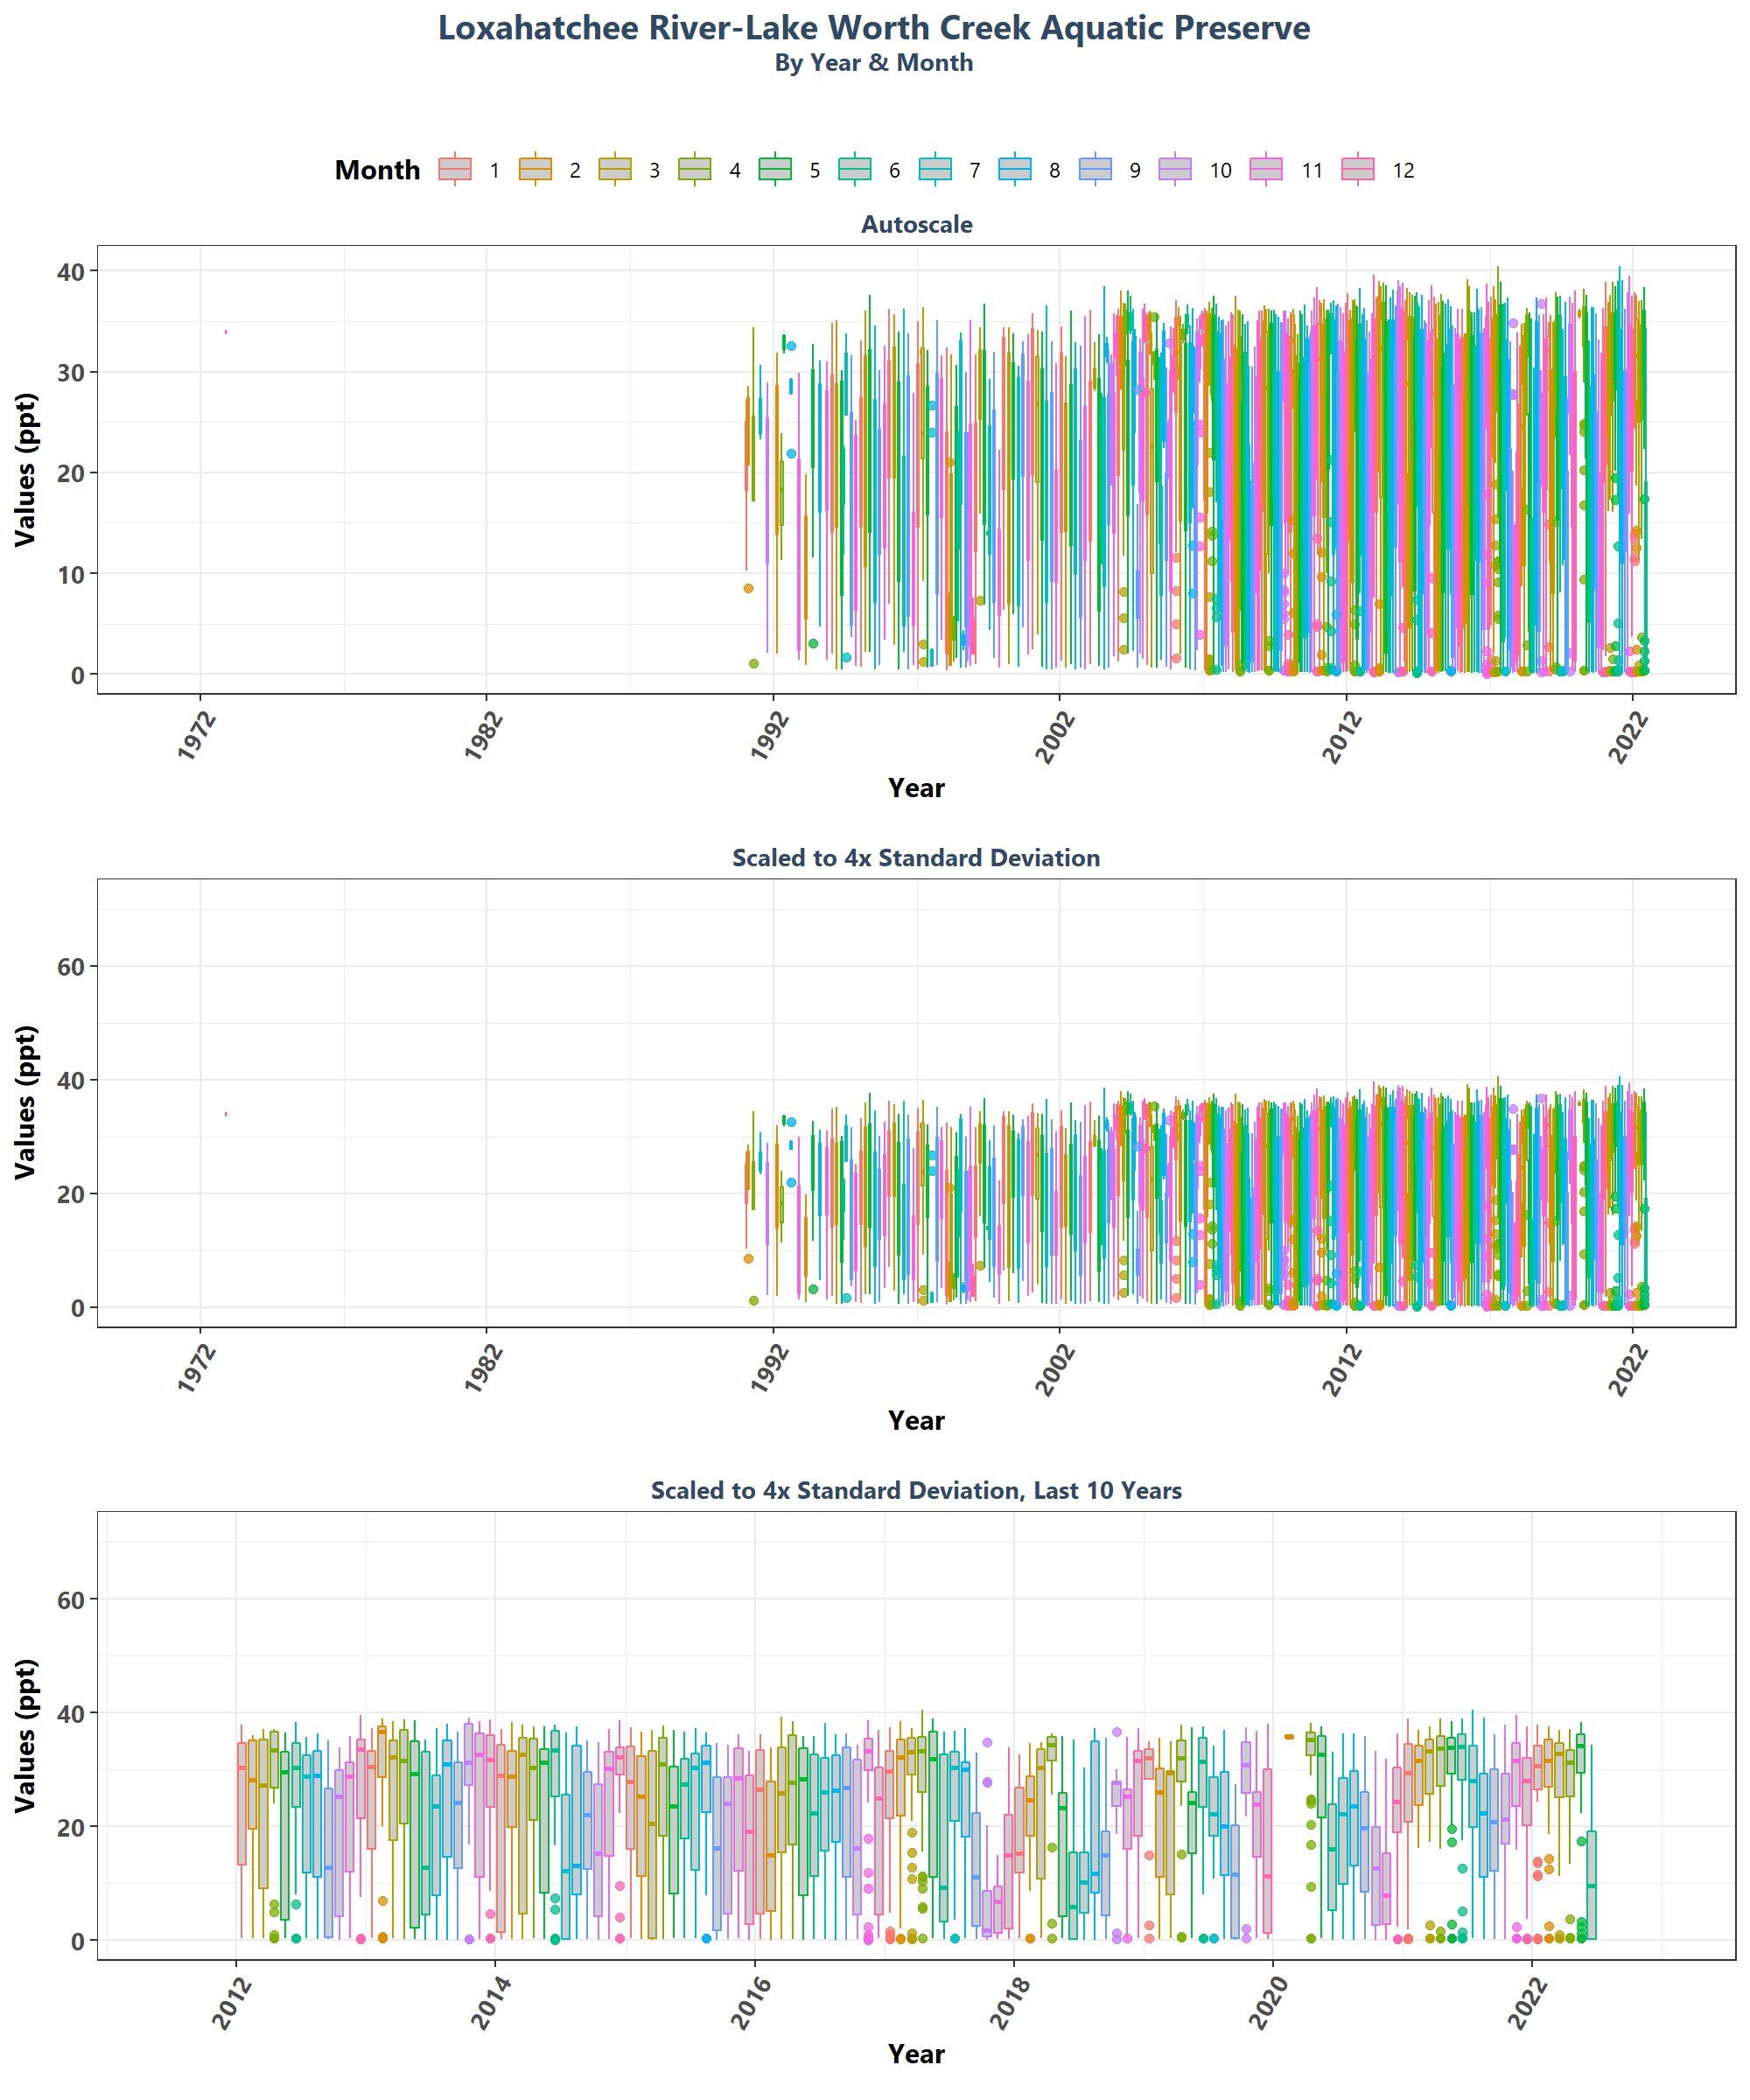 Loxahatchee River-Lake Worth Creek Aquatic Preserve
By Year & Month
Month 1 2 3 4 5 6 7 8 9 10 11 12
Autoscale
Values (ppt)
40
30
20
10
0
1972 1982 1992 2002 2012 2022
Year
Scaled to 4x Standard Deviation
Values (ppt)
60
40
20
0
1972 1982 1992 2002 2012 2022
Year
Scaled to 4x Standard Deviation, Last 10 Years
Values (ppt)
60
40
20
0
2012 2014 2016 2018 2020 2022
Year